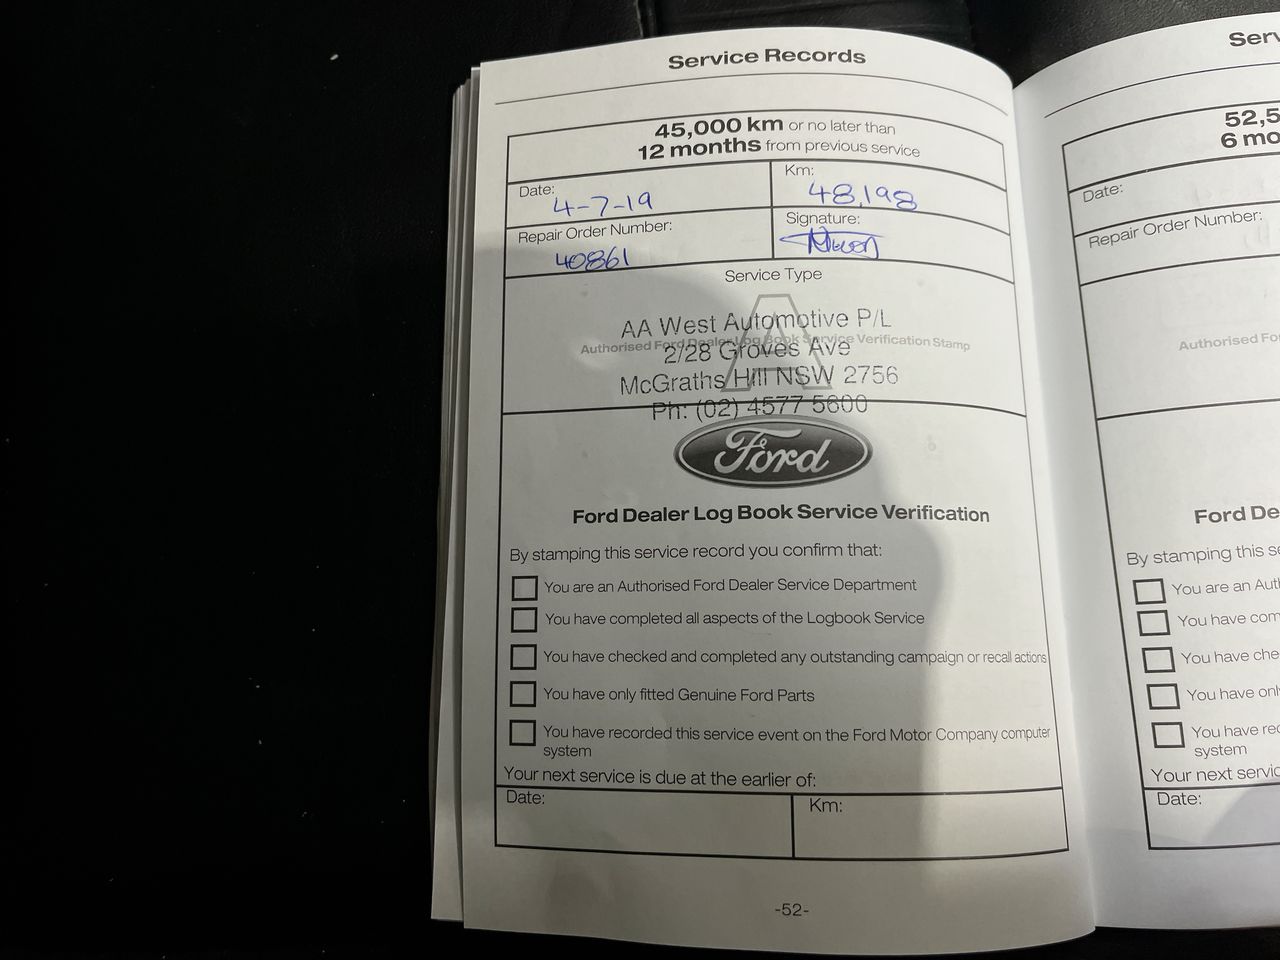 Service Records
45,000 km or no later than
12 months from previous service
Date: 4-7-19
Km: 48,198
Repair Order Number: 40861
Signature:
Service Type
AA West Automotive P/L
Authorised Ford Dealer Log Book Service Verification Stamp
2/28 Groves Ave
McGraths Hill NSW 2756
Ph: (02) 4577 5600
Ford
Ford Dealer Log Book Service Verification
By stamping this service record you confirm that:
You are an Authorised Ford Dealer Service Department
You have completed all aspects of the Logbook Service
You have checked and completed any outstanding campaign or recall actions
You have only fitted Genuine Ford Parts
You have recorded this service event on the Ford Motor Company computer
system
Your next service is due at the earlier of:
Date:
Km:
-52-
Serv
52,5
6 mo
Date:
Repair Order Number:
Authorised Fo
Ford De
By stamping this se
You are an Auth
You have com
You have che
You have onl
You have rec
system
Your next servic
Date: